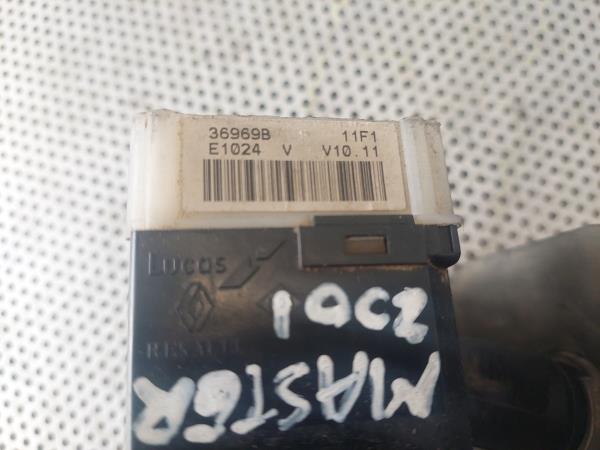 36969B 11F1
E1024 V V10.11
Lucas
RENAULT
2001
MASTER